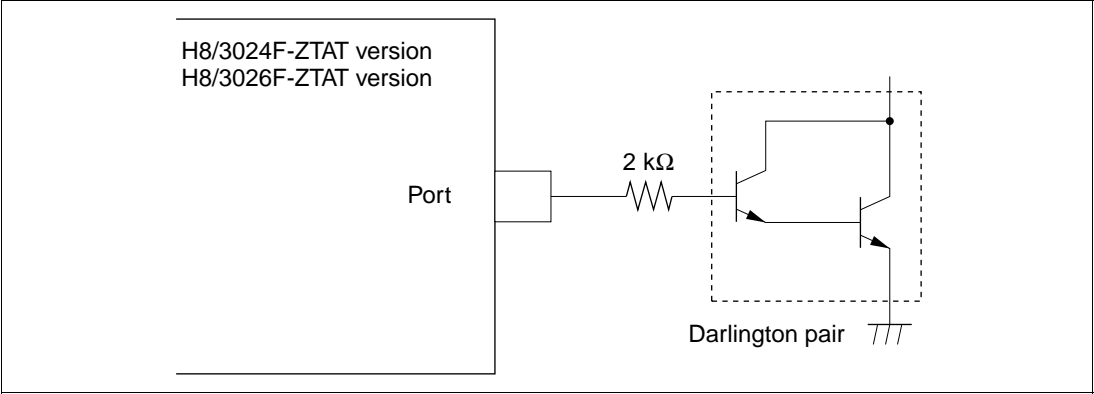 H8/3024F-ZTAT version
H8/3026F-ZTAT version
2 kΩ
Port
Darlington pair